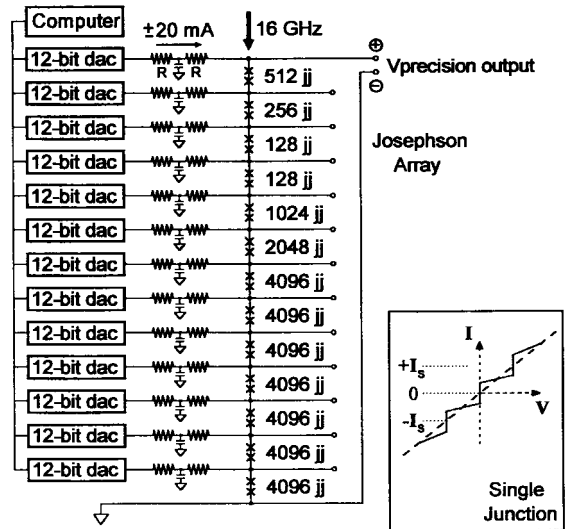 Computer
±20 mA
16 GHz
12-bit dac
R R
Vprecision output
⊕
⊖
512 jj
12-bit dac
256 jj
12-bit dac
128 jj
Josephson
Array
12-bit dac
128 jj
12-bit dac
1024 jj
12-bit dac
2048 jj
12-bit dac
4096 jj
12-bit dac
4096 jj
12-bit dac
4096 jj
12-bit dac
4096 jj
12-bit dac
4096 jj
12-bit dac
4096 jj
12-bit dac
4096 jj
I
+Is
0
V
-Is
Single
Junction